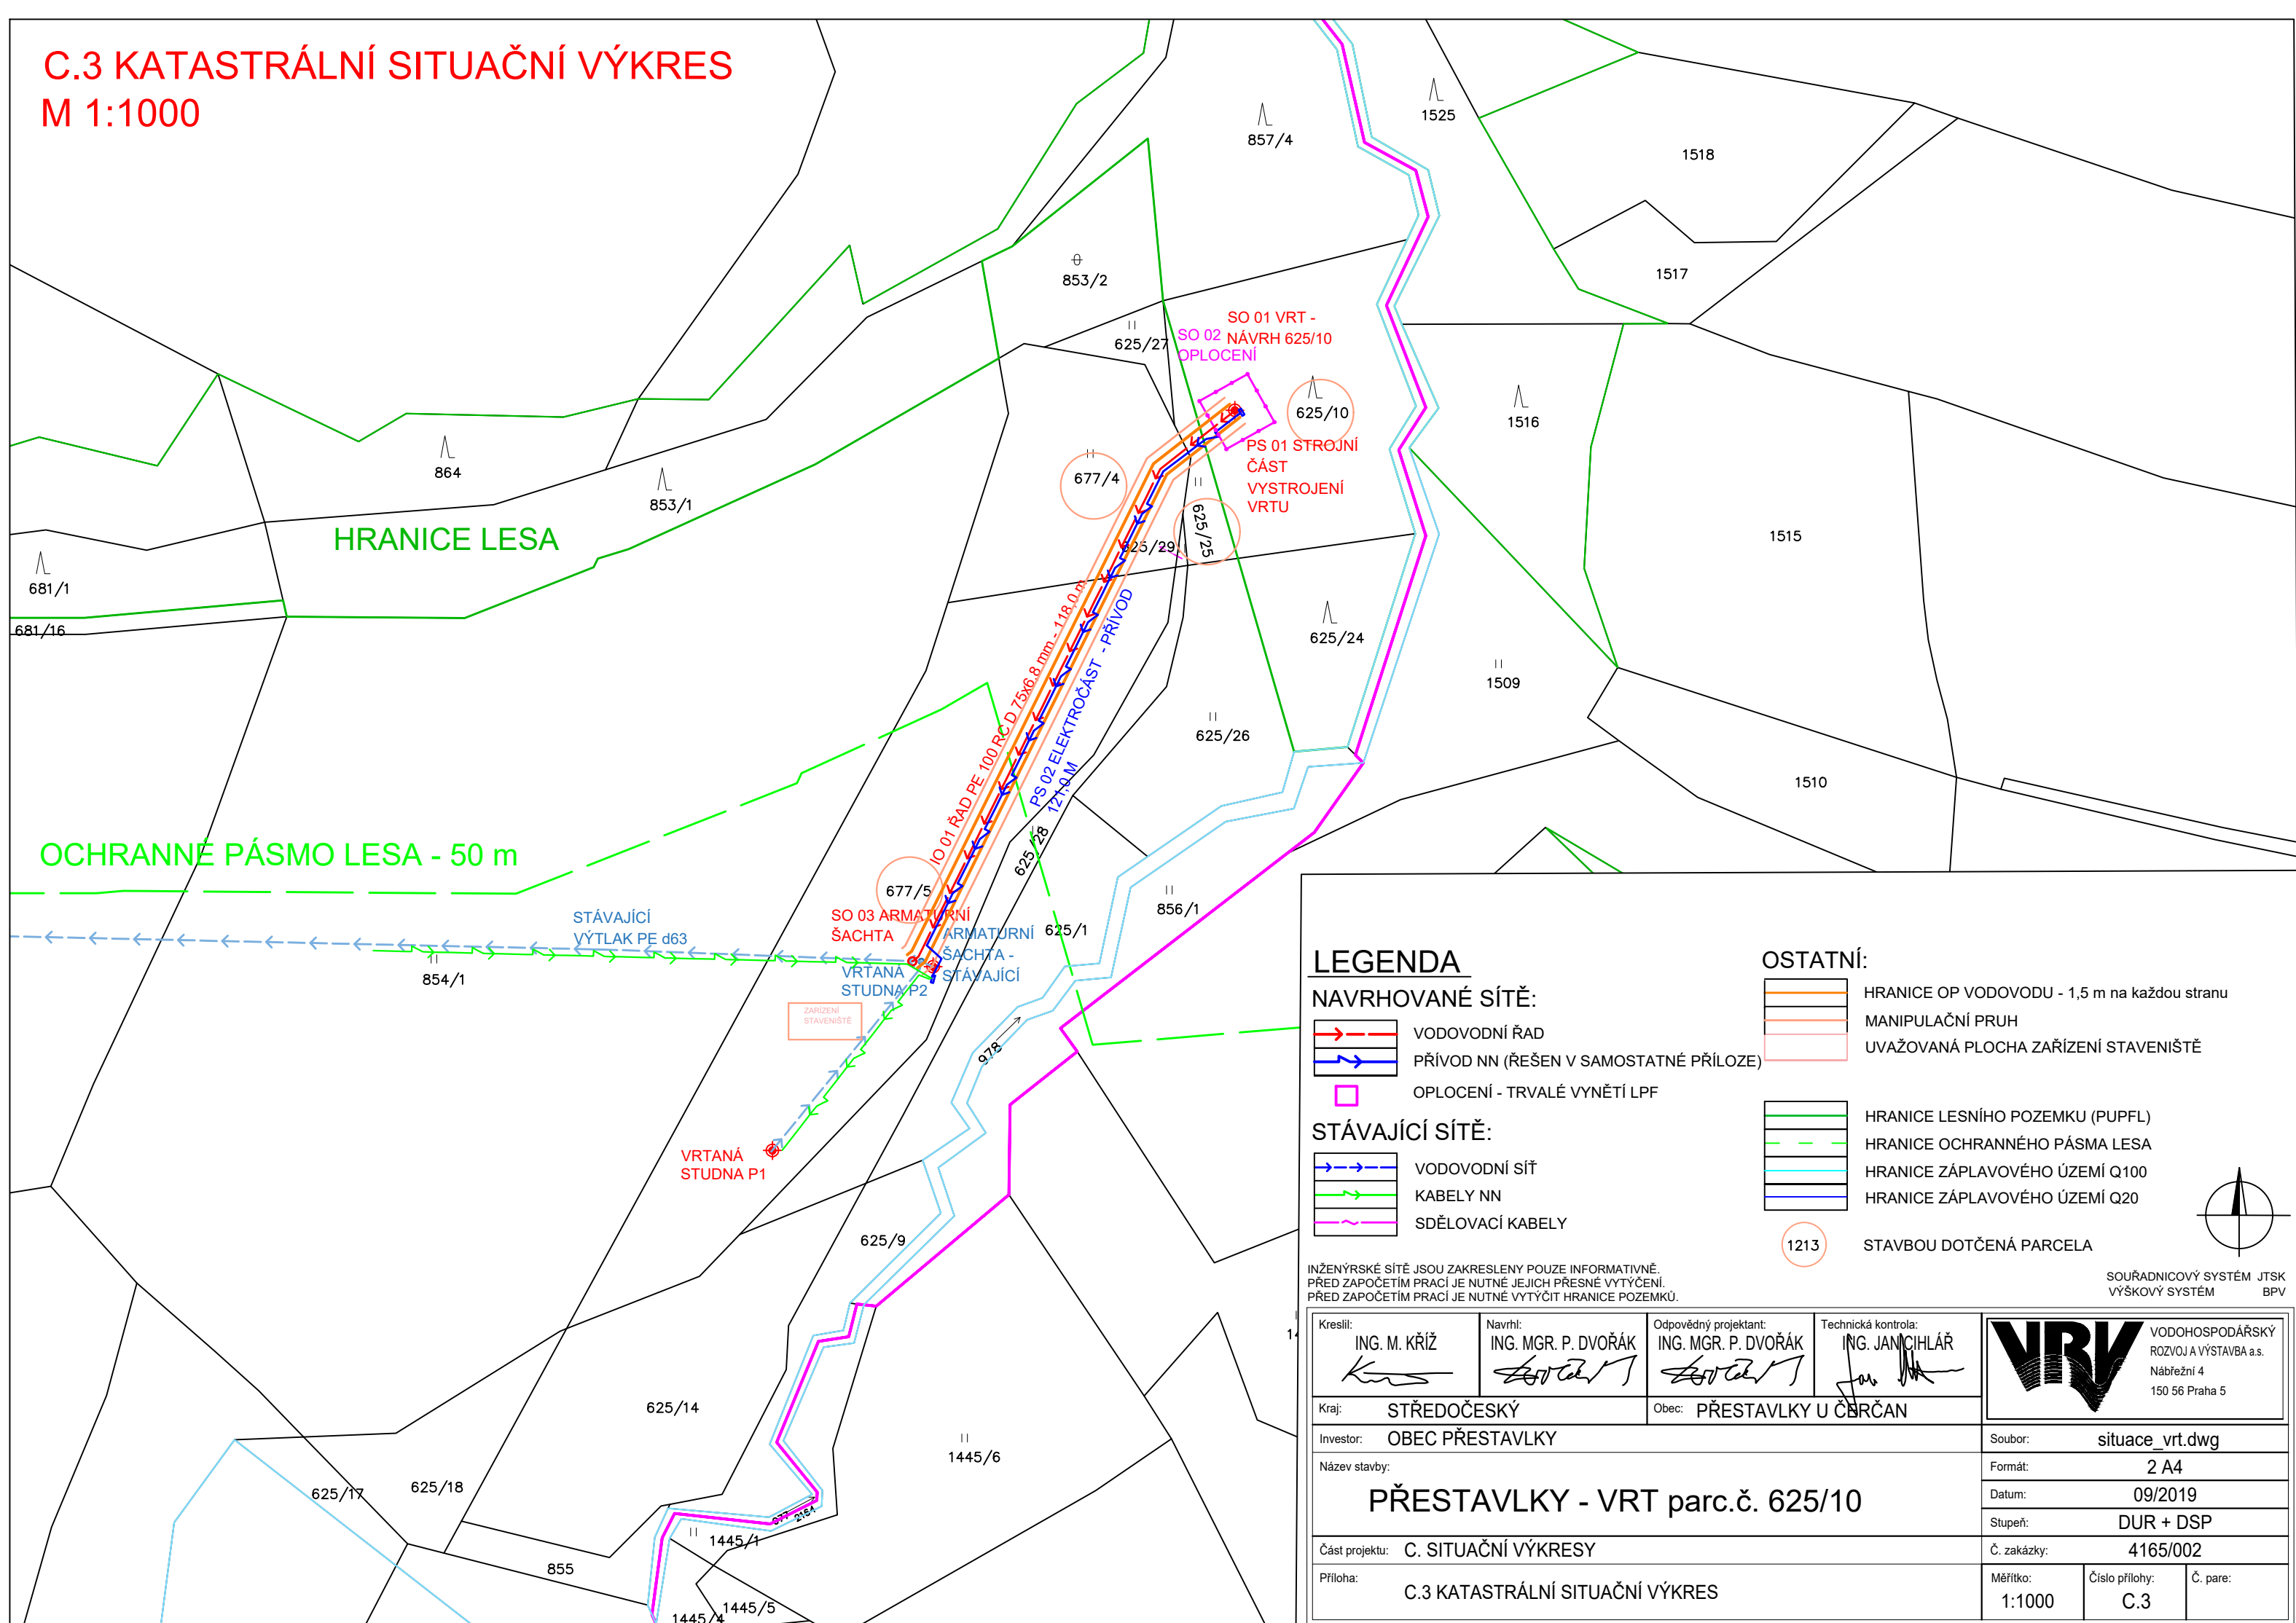 C.3 KATASTRÁLNÍ SITUAČNÍ VÝKRES
M 1:1000
857/4
1525
1518
1517
853/2
625/27
SO 01 VRT -
NÁVRH 625/10
SO 02
OPLOCENÍ
625/10
1516
864
853/1
677/4
PS 01 STROJNÍ
ČÁST
VYSTROJENÍ
VRTU
625/25
625/29
1515
HRANICE LESA
681/1
681/16
625/24
1509
625/26
1510
IO 01 ŘAD PE 100 RC D 75x6.8 mm - 118,0 m
PS 02 ELEKTROČÁST - PŘÍVOD
121,0 M
OCHRANNÉ PÁSMO LESA - 50 m
625/28
677/5
856/1
625/1
SO 03 ARMATURNÍ
ŠACHTA
STÁVAJÍCÍ
VÝTLAK PE d63
ARMATURNÍ
ŠACHTA -
STÁVAJÍCÍ
VRTANÁ
STUDNA P2
854/1
ZAŘÍZENÍ
STAVENIŠTĚ
978
VRTANÁ
STUDNA P1
625/9
625/14
1445/6
625/17
625/18
977
2154
1445/1
855
1445/5
1445/4
14
LEGENDA
NAVRHOVANÉ SÍTĚ:
VODOVODNÍ ŘAD
PŘÍVOD NN (ŘEŠEN V SAMOSTATNÉ PŘÍLOZE)
OPLOCENÍ - TRVALÉ VYNĚTÍ LPF
STÁVAJÍCÍ SÍTĚ:
VODOVODNÍ SÍŤ
KABELY NN
SDĚLOVACÍ KABELY
OSTATNÍ:
HRANICE OP VODOVODU - 1,5 m na každou stranu
MANIPULAČNÍ PRUH
UVAŽOVANÁ PLOCHA ZAŘÍZENÍ STAVENIŠTĚ
HRANICE LESNÍHO POZEMKU (PUPFL)
HRANICE OCHRANNÉHO PÁSMA LESA
HRANICE ZÁPLAVOVÉHO ÚZEMÍ Q100
HRANICE ZÁPLAVOVÉHO ÚZEMÍ Q20
1213
STAVBOU DOTČENÁ PARCELA
INŽENÝRSKÉ SÍTĚ JSOU ZAKRESLENY POUZE INFORMATIVNĚ.
PŘED ZAPOČETÍM PRACÍ JE NUTNÉ JEJICH PŘESNÉ VYTÝČENÍ.
PŘED ZAPOČETÍM PRACÍ JE NUTNÉ VYTÝČIT HRANICE POZEMKŮ.
SOUŘADNICOVÝ SYSTÉM JTSK
VÝŠKOVÝ SYSTÉM BPV
Kreslil:
ING. M. KŘÍŽ
Navrhl:
ING. MGR. P. DVOŘÁK
Odpovědný projektant:
ING. MGR. P. DVOŘÁK
Technická kontrola:
ING. JAN CIHLÁŘ
VRV
VODOHOSPODÁŘSKÝ
ROZVOJ A VÝSTAVBA a.s.
Nábřežní 4
150 56 Praha 5
Kraj: STŘEDOČESKÝ
Obec: PŘESTAVLKY U ČERČAN
Investor: OBEC PŘESTAVLKY
Soubor: situace_vrt.dwg
Název stavby:
PŘESTAVLKY - VRT parc.č. 625/10
Formát: 2 A4
Datum: 09/2019
Stupeň: DUR + DSP
Část projektu: C. SITUAČNÍ VÝKRESY
Č. zakázky: 4165/002
Příloha:
C.3 KATASTRÁLNÍ SITUAČNÍ VÝKRES
Měřítko:
1:1000
Číslo přílohy:
C.3
Č. pare: